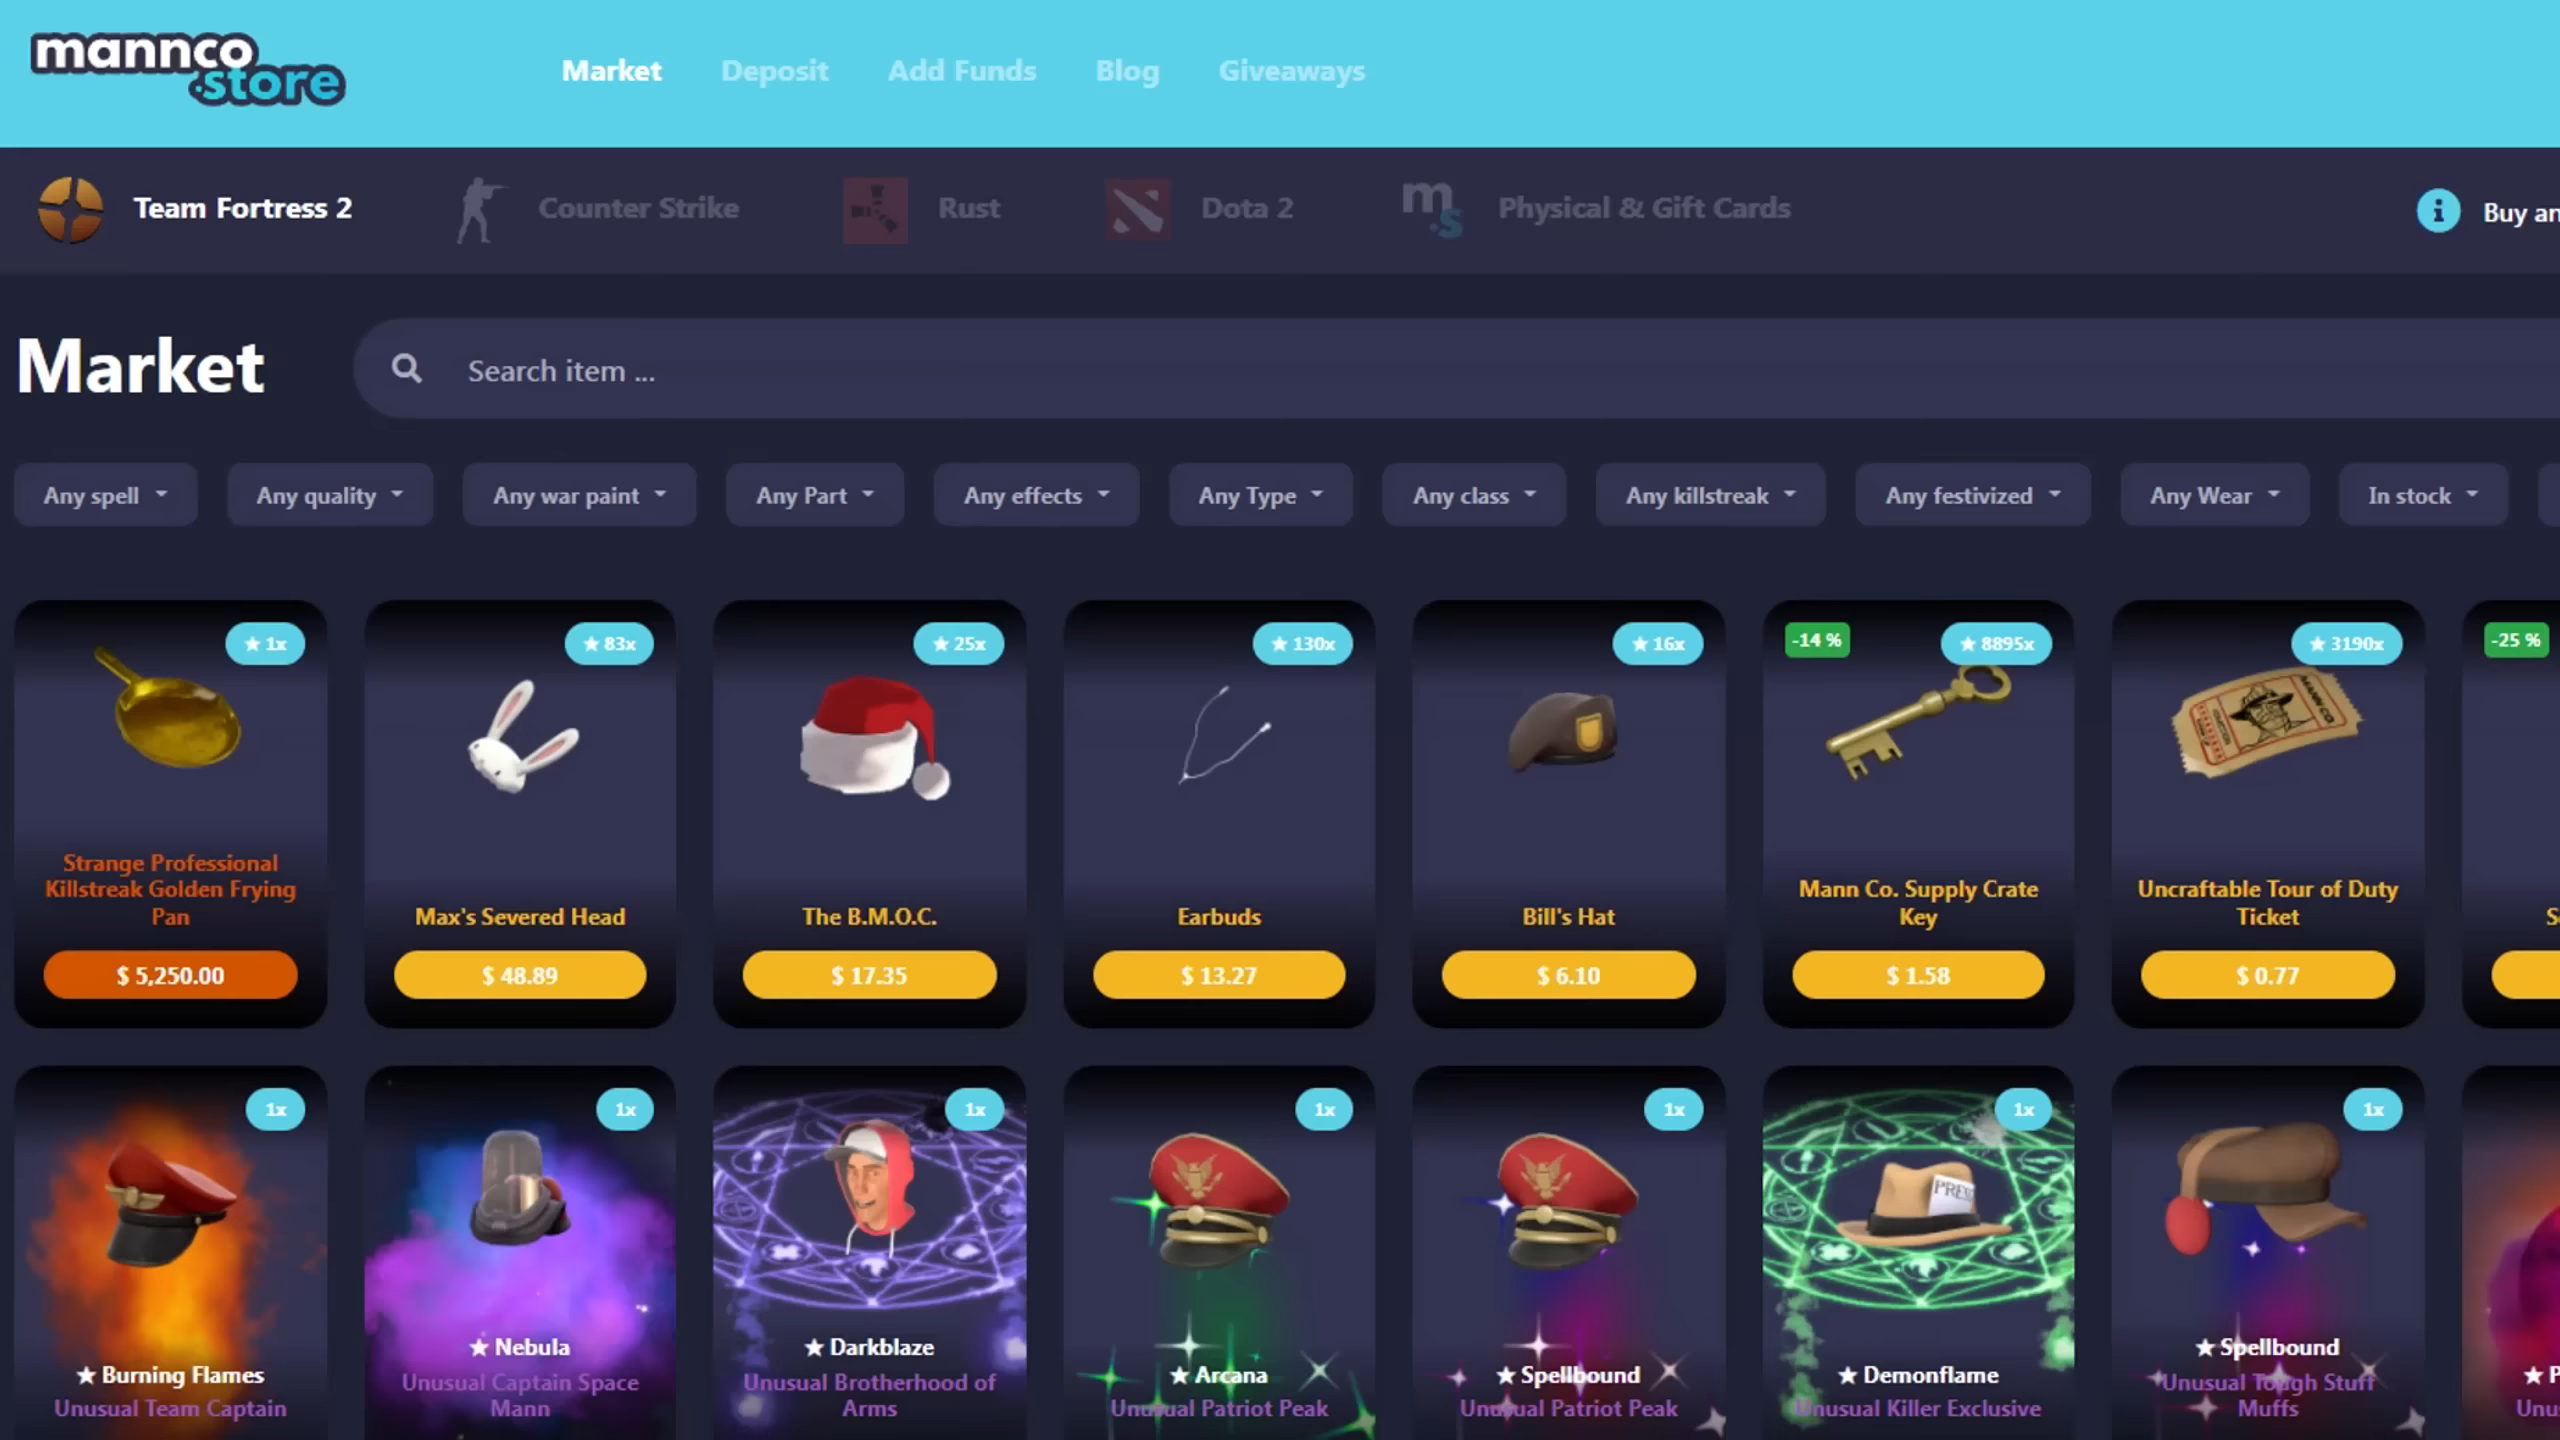 mannco
.store
Market Deposit Add Funds Blog Giveaways
Team Fortress 2 Counter Strike Rust Dota 2 m.s Physical & Gift Cards Buy an
Market Search item ...
Any spell Any quality Any war paint Any Part Any effects Any Type Any class Any killstreak Any festivized Any Wear In stock
★ 1x ★ 83x ★ 25x ★ 130x ★ 16x -14 % ★ 8895x ★ 3190x -25 %
Strange Professional
Killstreak Golden Frying
Pan
$ 5,250.00
Max's Severed Head
$ 48.89
The B.M.O.C.
$ 17.35
Earbuds
$ 13.27
Bill's Hat
$ 6.10
Mann Co. Supply Crate
Key
$ 1.58
MANN CO.
Uncraftable Tour of Duty
Ticket
$ 0.77
1x 1x 1x 1x 1x 1x 1x
★ Burning Flames
Unusual Team Captain
★ Nebula
Unusual Captain Space
Mann
★ Darkblaze
Unusual Brotherhood of
Arms
★ Arcana
Unusual Patriot Peak
★ Spellbound
Unusual Patriot Peak
PRESS
★ Demonflame
Unusual Killer Exclusive
★ Spellbound
Unusual Tough Stuff
Muffs
★ P
Unus